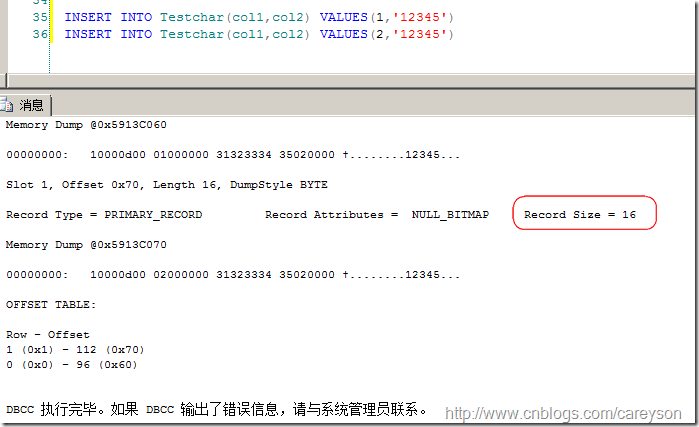 35 INSERT INTO Testchar(col1,col2) VALUES(1,'12345')
36 INSERT INTO Testchar(col1,col2) VALUES(2,'12345')
消息
Memory Dump @0x5913C060
00000000: 10000d00 01000000 31323334 35020000 †........12345...
Slot 1, Offset 0x70, Length 16, DumpStyle BYTE
Record Type = PRIMARY_RECORD Record Attributes = NULL_BITMAP Record Size = 16
Memory Dump @0x5913C070
00000000: 10000d00 02000000 31323334 35020000 †........12345...
OFFSET TABLE:
Row - Offset
1 (0x1) - 112 (0x70)
0 (0x0) - 96 (0x60)
DBCC 执行完毕。如果 DBCC 输出了错误信息，请与系统管理员联系。
http://www.cnblogs.com/careyson